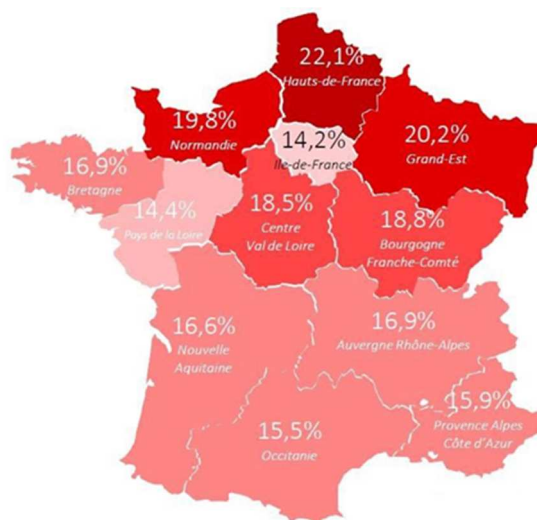 22,1%
Hauts-de-France
19,8%
Normandie
14,2%
Ile-de-France
20,2%
Grand-Est
16,9%
Bretagne
14,4%
Pays de la Loire
18,5%
Centre
Val de Loire
18,8%
Bourgogne
Franche-Comté
16,6%
Nouvelle
Aquitaine
16,9%
Auvergne Rhône-Alpes
15,9%
Provence Alpes
Côte d'Azur
15,5%
Occitanie